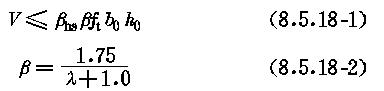 V ≤ β_hs β f_t b_0 h_0 (8.5.18-1)
β = 1.75 / (λ+1.0) (8.5.18-2)